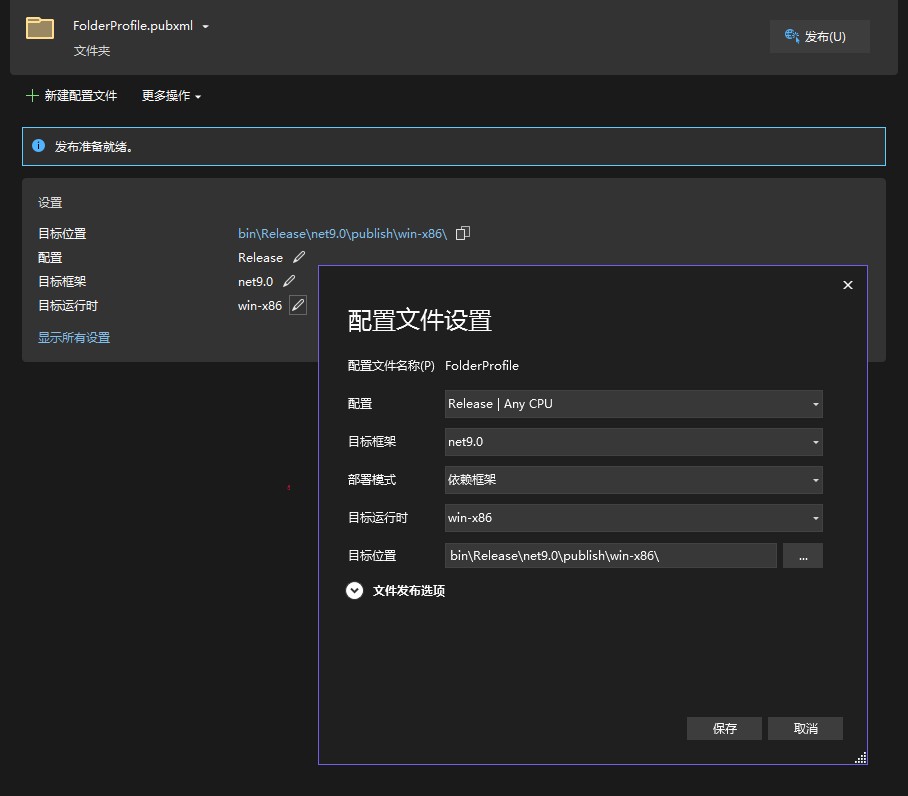 FolderProfile.pubxml
文件夹
发布(U)
新建配置文件 更多操作
发布准备就绪。
设置
目标位置 bin\Release\net9.0\publish\win-x86\
配置 Release
目标框架 net9.0
目标运行时 win-x86
显示所有设置
配置文件设置
配置文件名称(P) FolderProfile
配置 Release | Any CPU
目标框架 net9.0
部署模式 依赖框架
目标运行时 win-x86
目标位置 bin\Release\net9.0\publish\win-x86\ ...
文件发布选项
保存 取消